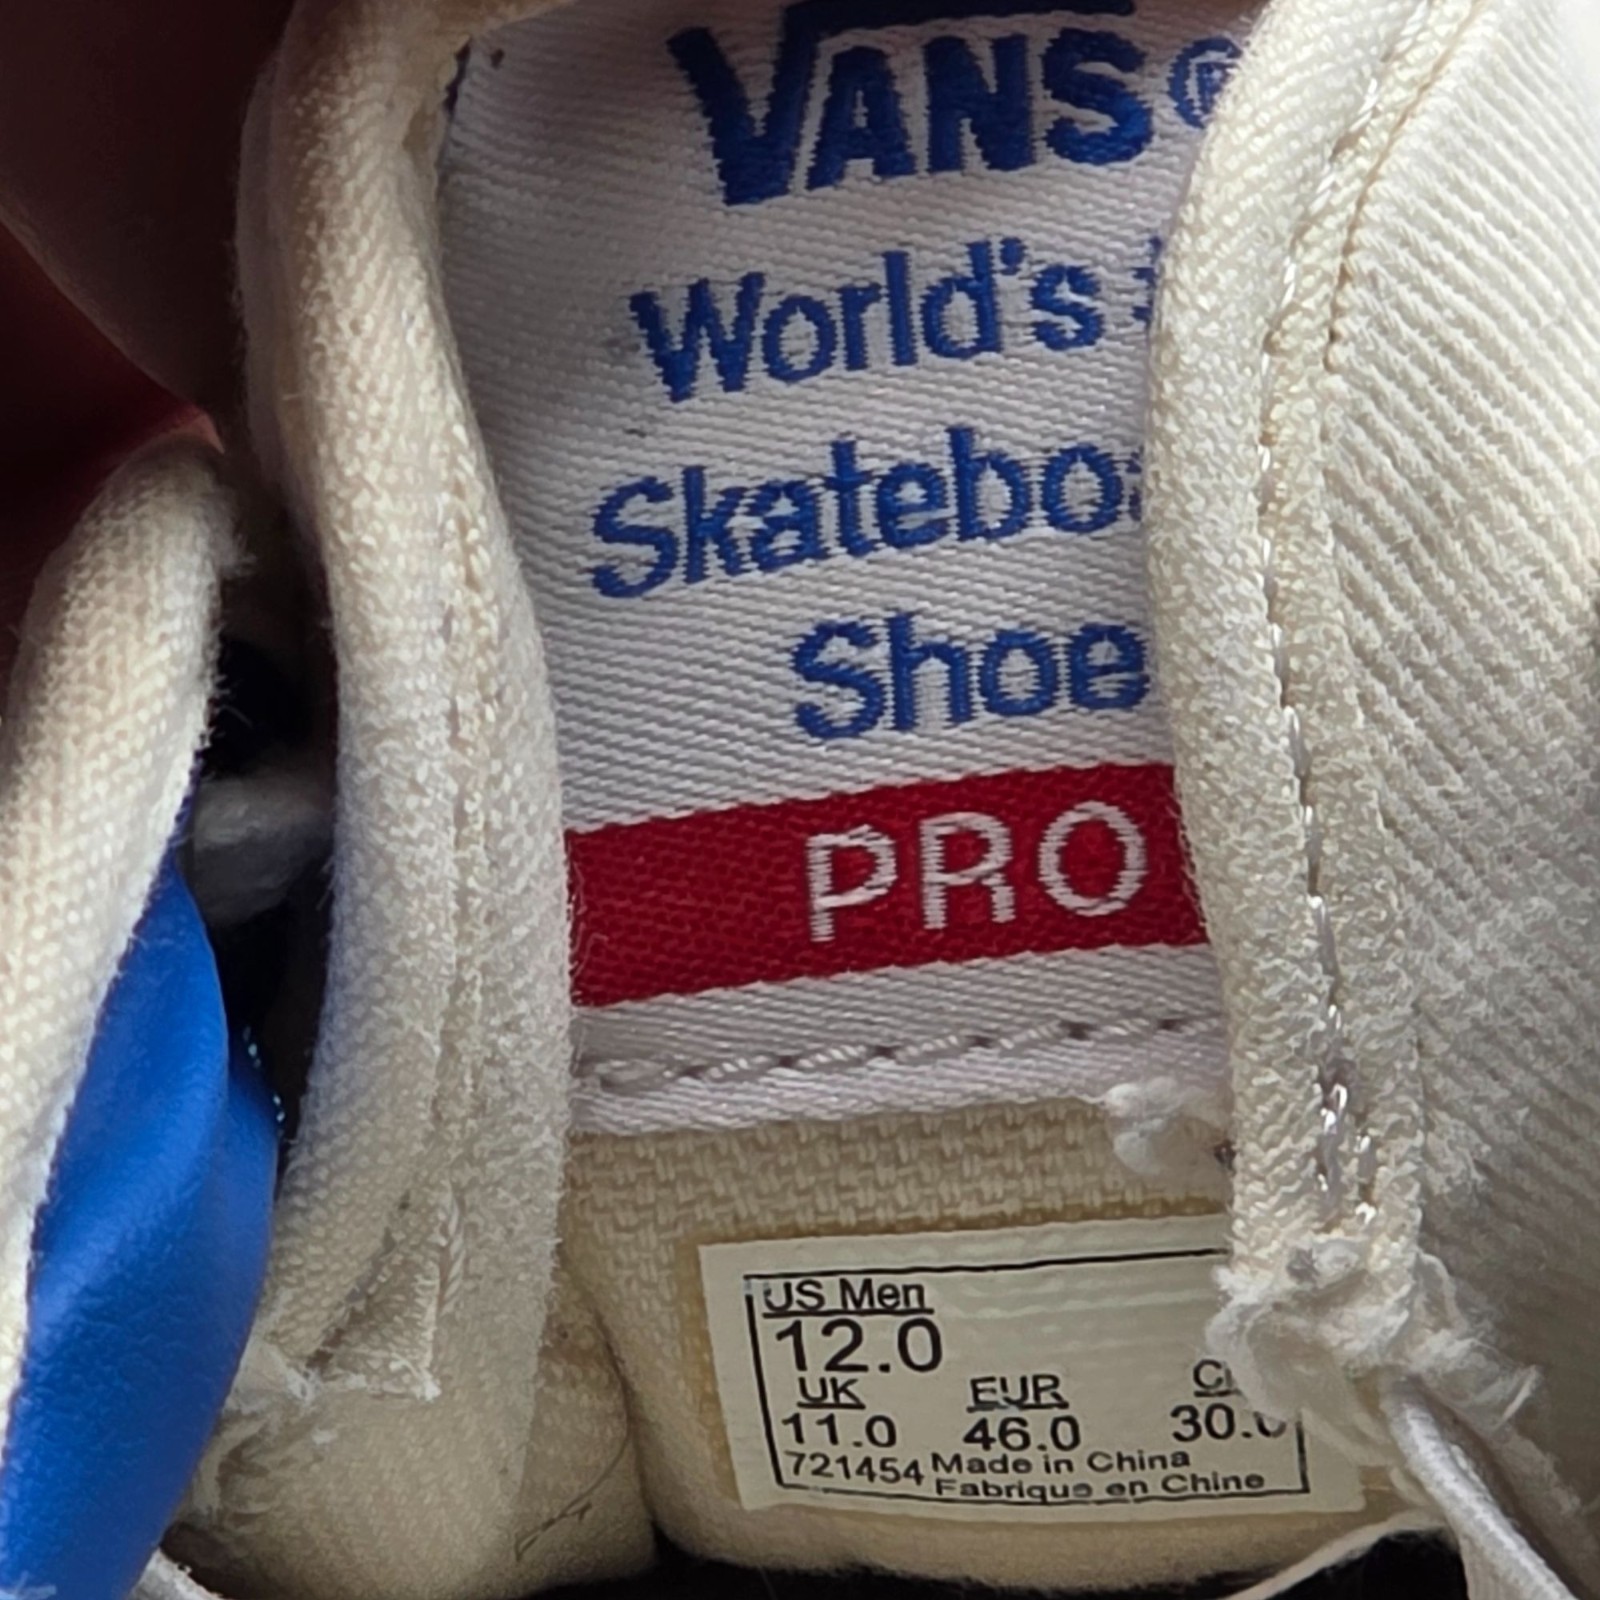 VANS®
World's
Shoe
PRO
US Men
12.0
UK EUR
11.0 46.0
721454 Made in China
Fabrique en Chine